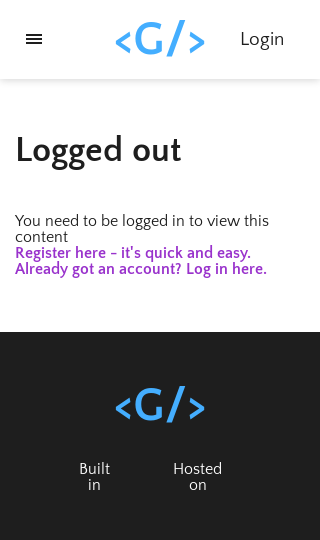 <G/>
Login
Logged out
You need to be logged in to view this
content
Register here - it's quick and easy.
Already got an account? Log in here.
<G/>
Built
in
Hosted
on